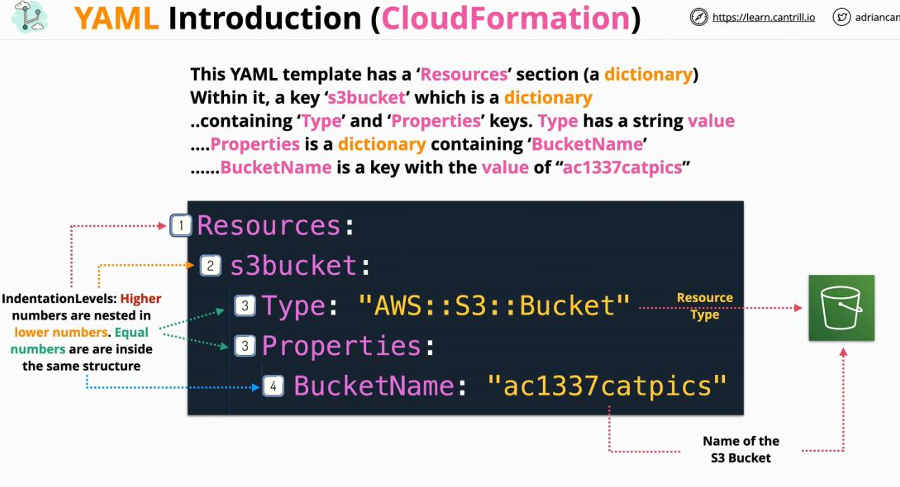 YAML Introduction (CloudFormation)
https://learn.cantrill.io
This YAML template has a ‘Resources’ section (a dictionary)
Within it, a key ‘s3bucket’ which is a dictionary
..containing ‘Type’ and ‘Properties’ keys. Type has a string value
....Properties is a dictionary containing ‘BucketName’
......BucketName is a key with the value of “ac1337catpics”
1 Resources:
2 s3bucket:
3 Type: "AWS::S3::Bucket"
3 Properties:
4 BucketName: "ac1337catpics"
IndentationLevels: Higher
numbers are nested in
lower numbers. Equal
numbers are are inside
the same structure
Resource
Type
Name of the
S3 Bucket